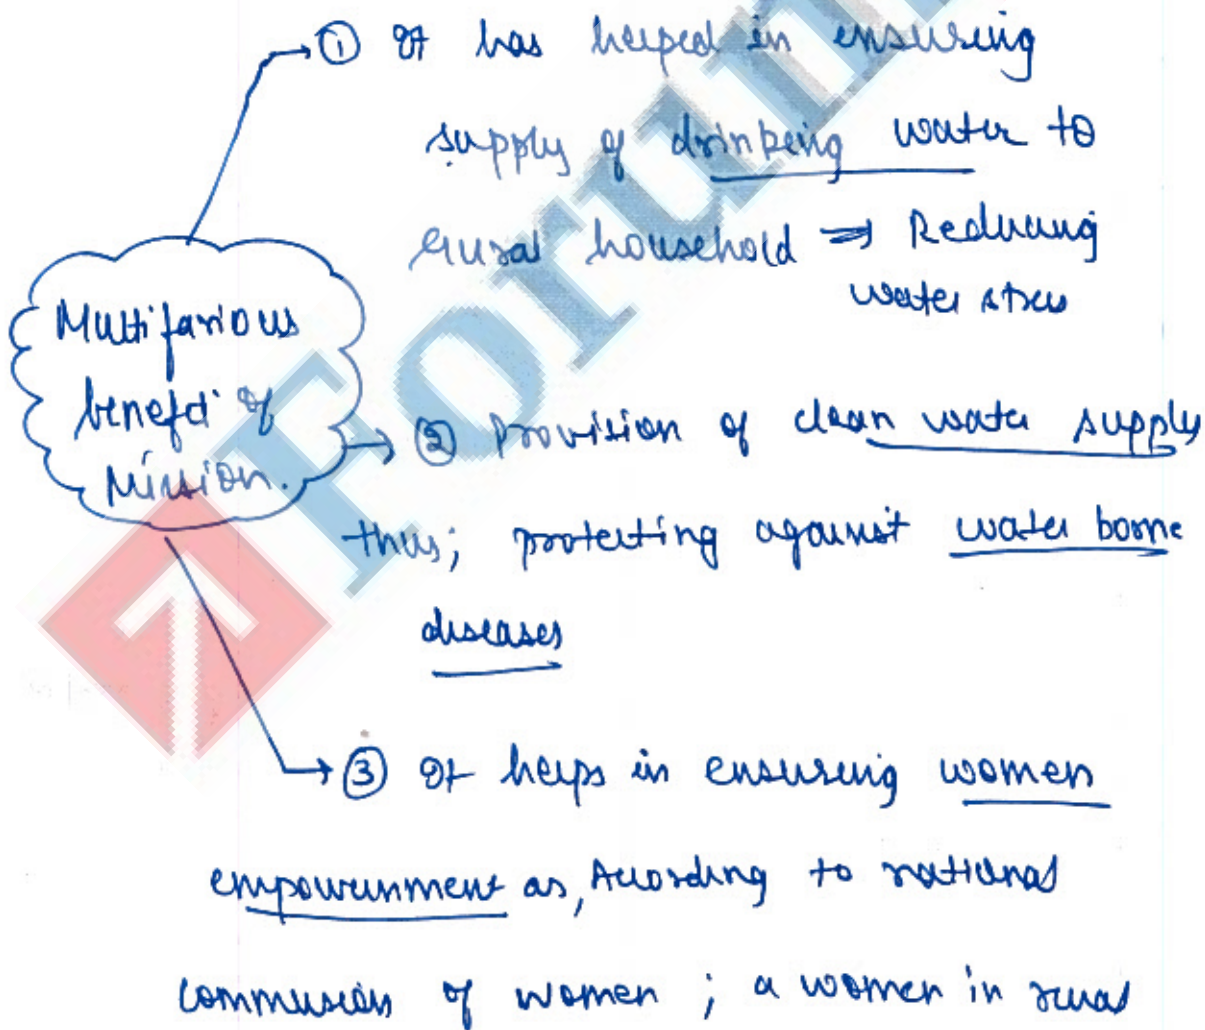 ① It has helped in ensuring
supply of drinking water to
rural household → Reducing
water stress
Multifarious
benefit of
Mission.
② Provision of clean water supply
thus; protecting against water borne
diseases
③ It helps in ensuring women
empowerment as, According to national
commission of women ; a women in rural
Forum